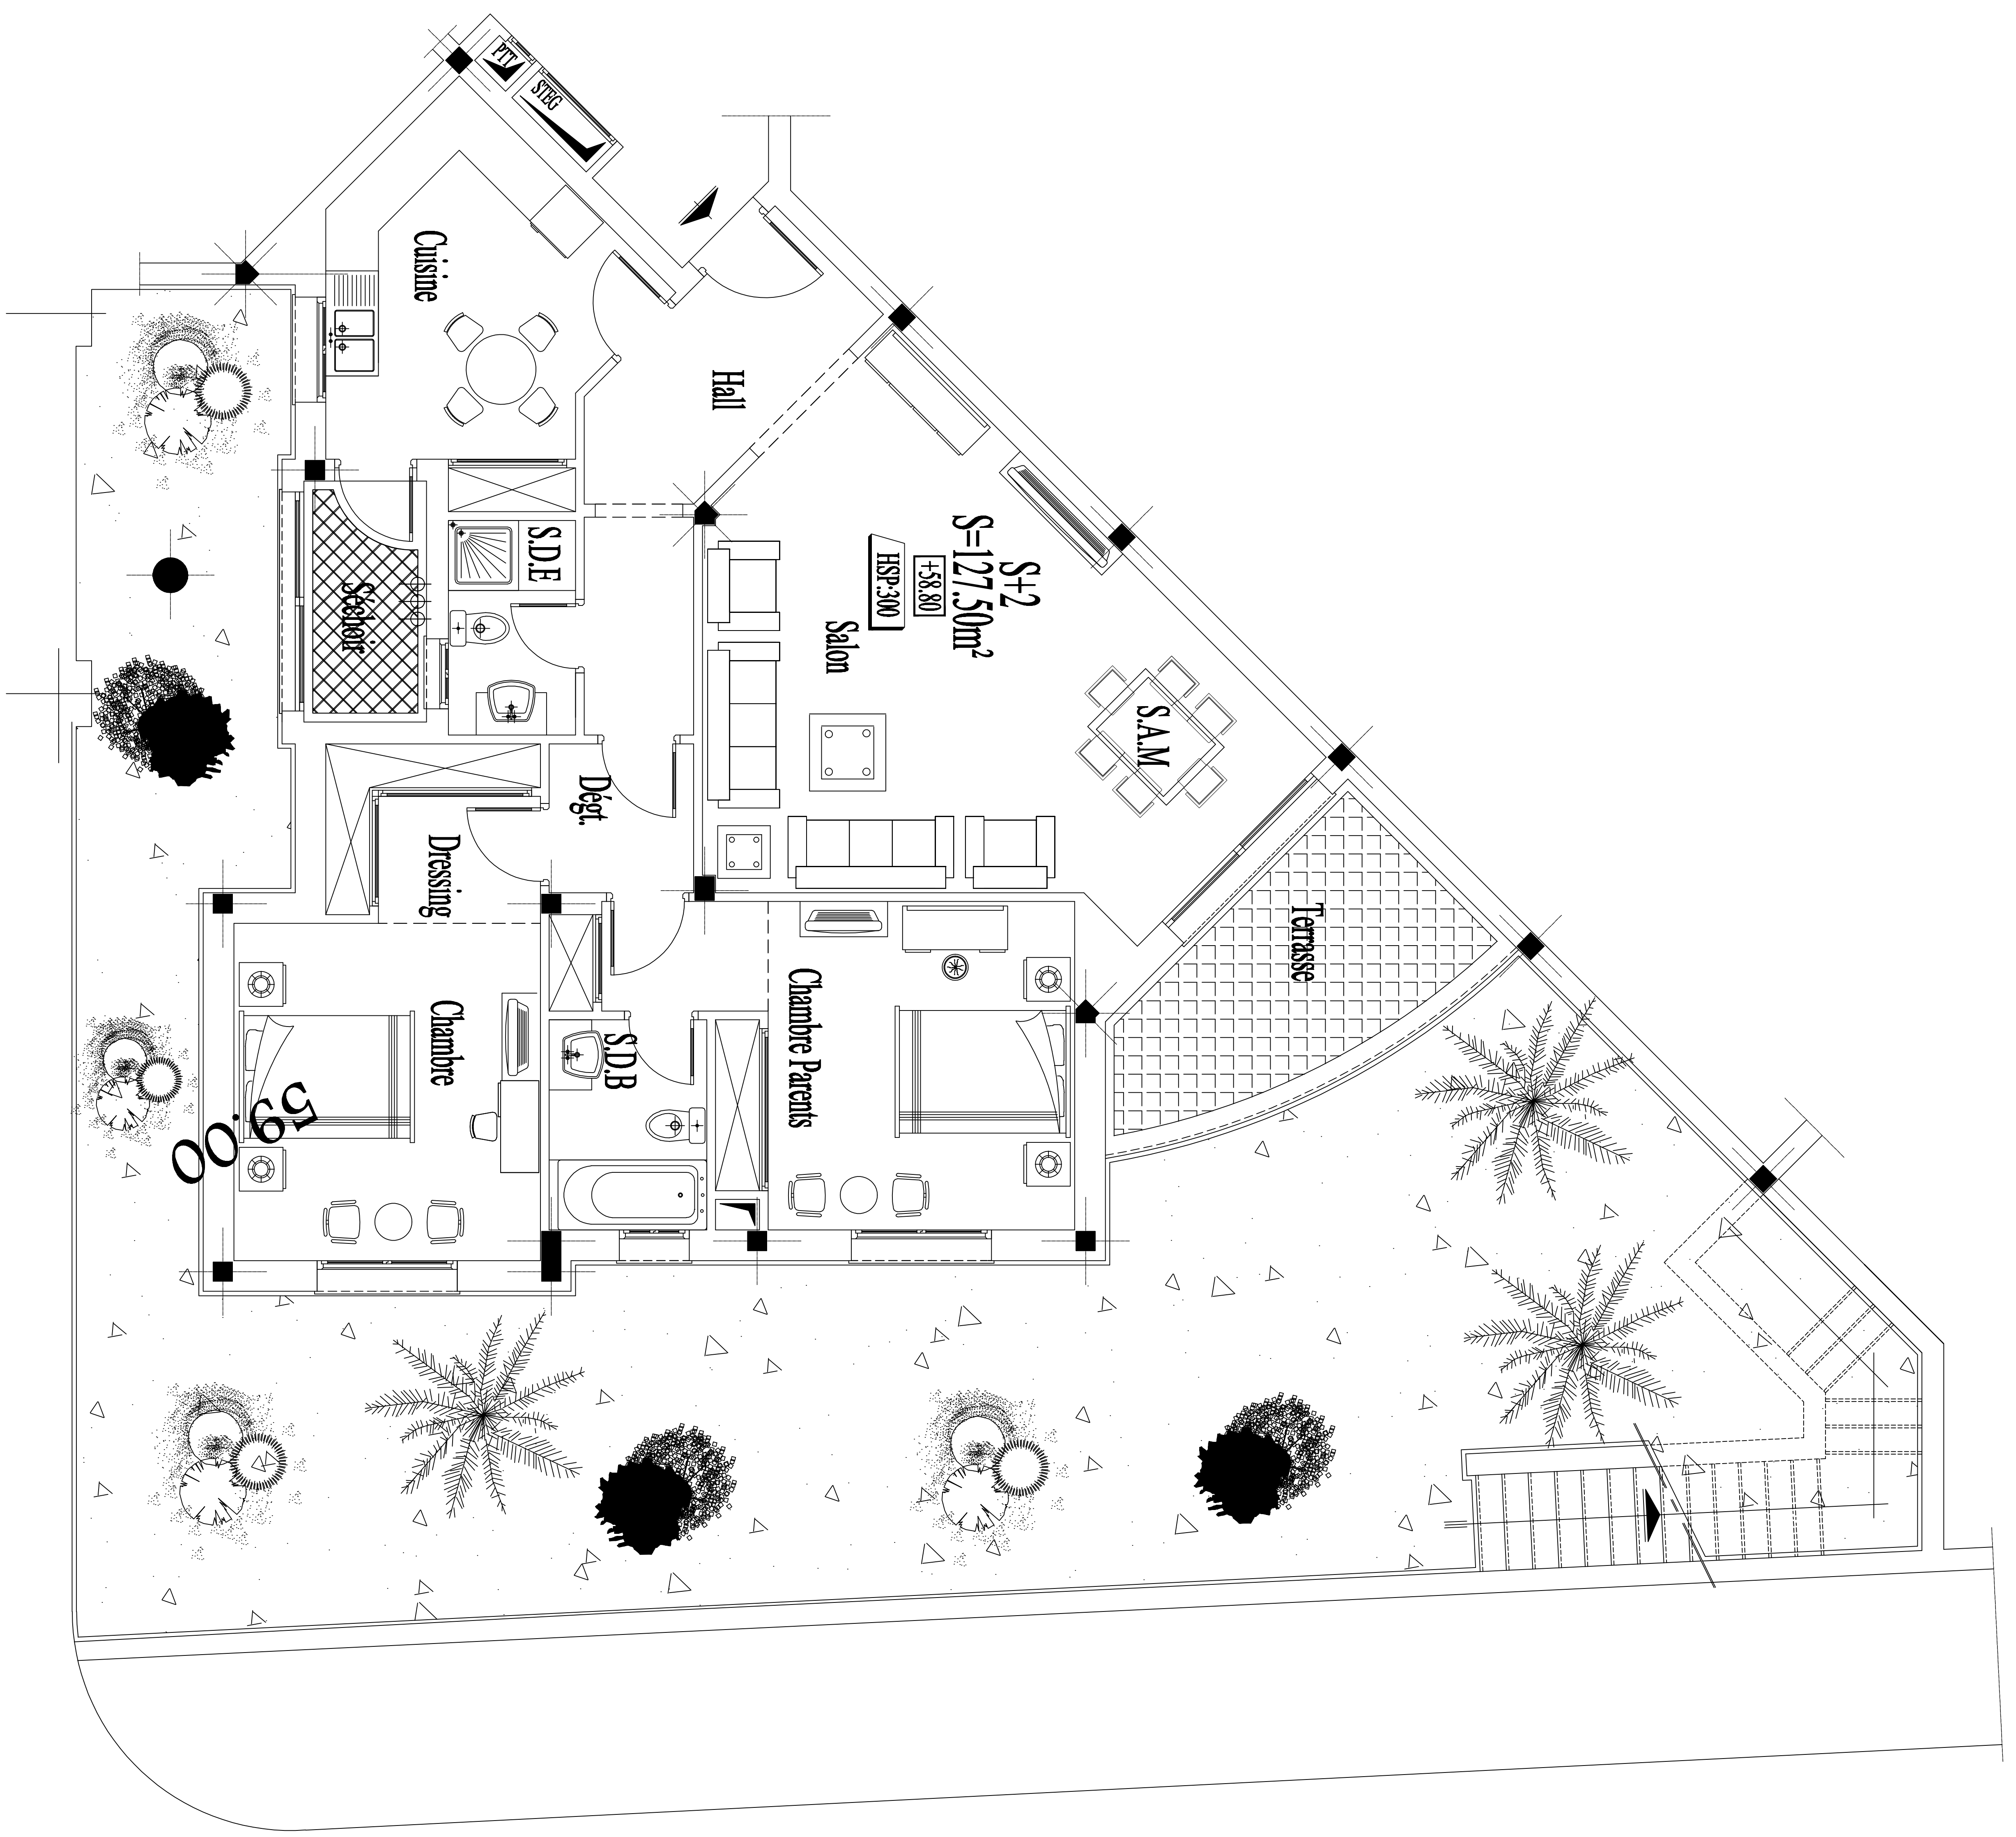 PTT
STEG
Cuisine
Hall
S.D.E
Séchoir
S+2
S=127.50m²
+58.80
HSP:300
Salon
S.A.M
Dégt.
Dressing
Terrasse
Chambre
S.D.B
Chambre Parents
59.00